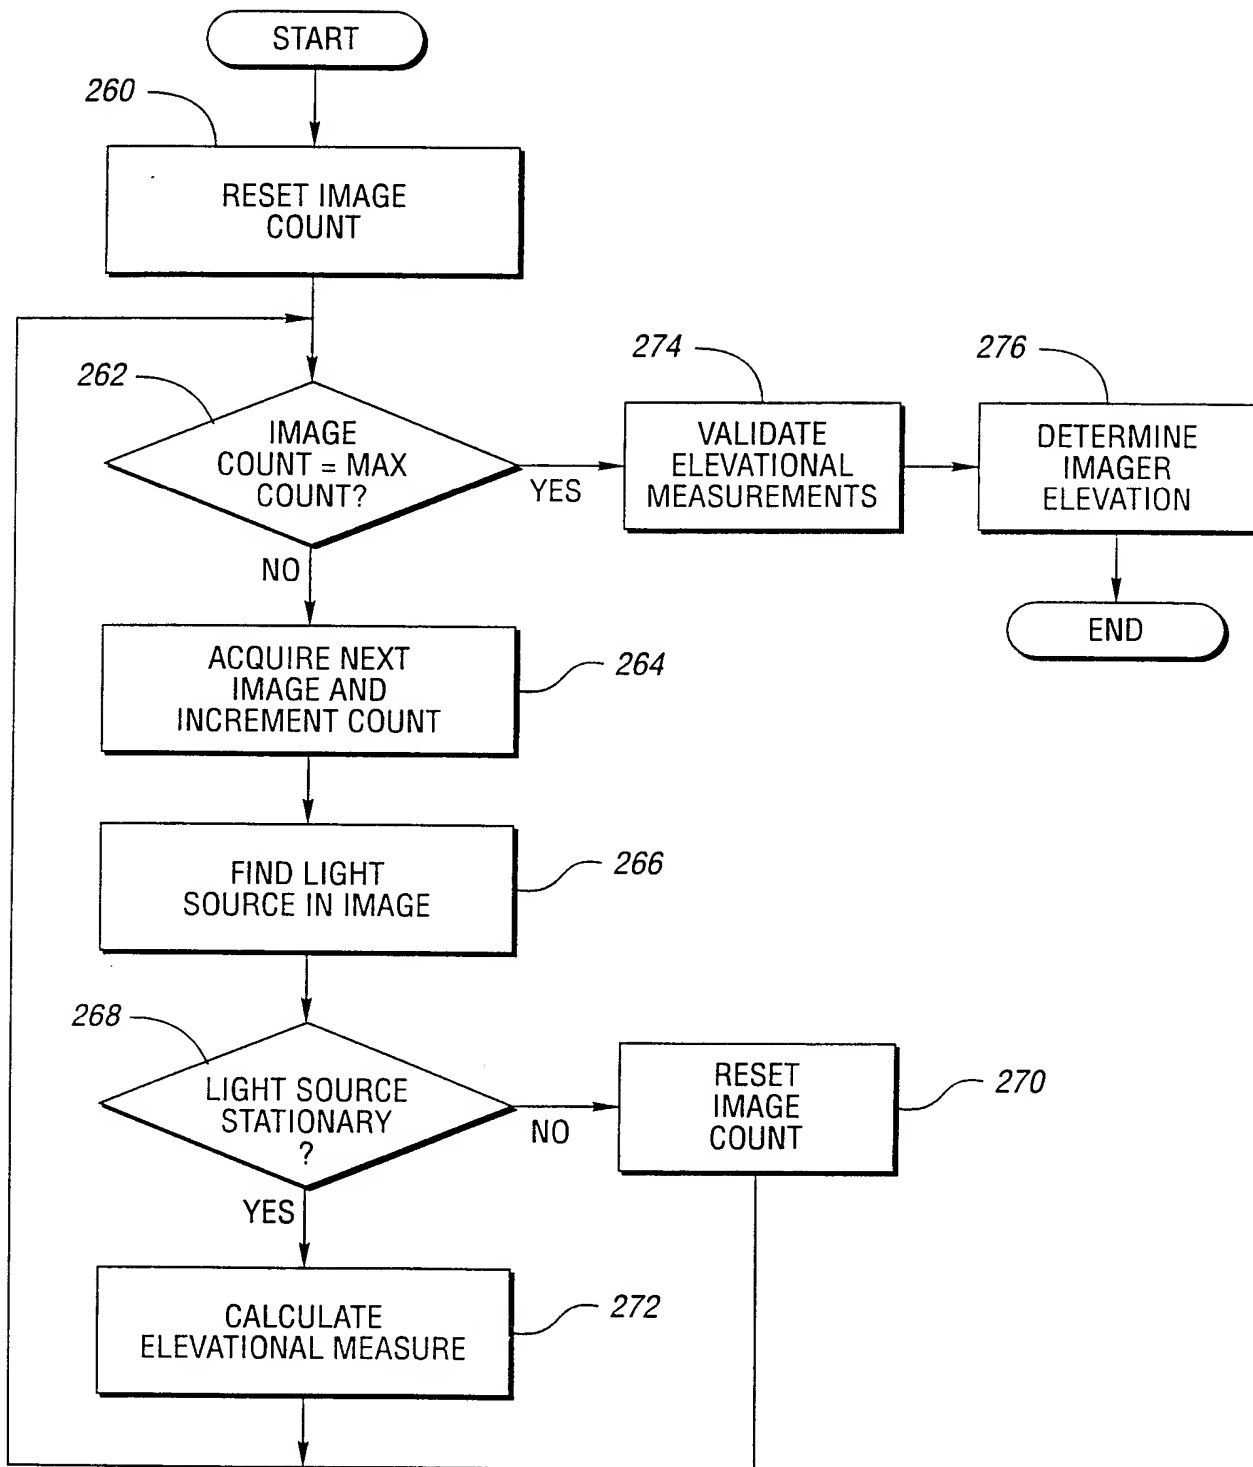 START
260
RESET IMAGE
COUNT
262
IMAGE
COUNT = MAX
COUNT?
YES
NO
274
VALIDATE
ELEVATIONAL
MEASUREMENTS
276
DETERMINE
IMAGER
ELEVATION
END
ACQUIRE NEXT
IMAGE AND
INCREMENT COUNT
264
FIND LIGHT
SOURCE IN IMAGE
266
268
LIGHT SOURCE
STATIONARY
?
NO
YES
RESET
IMAGE
COUNT
270
CALCULATE
ELEVATIONAL MEASURE
272